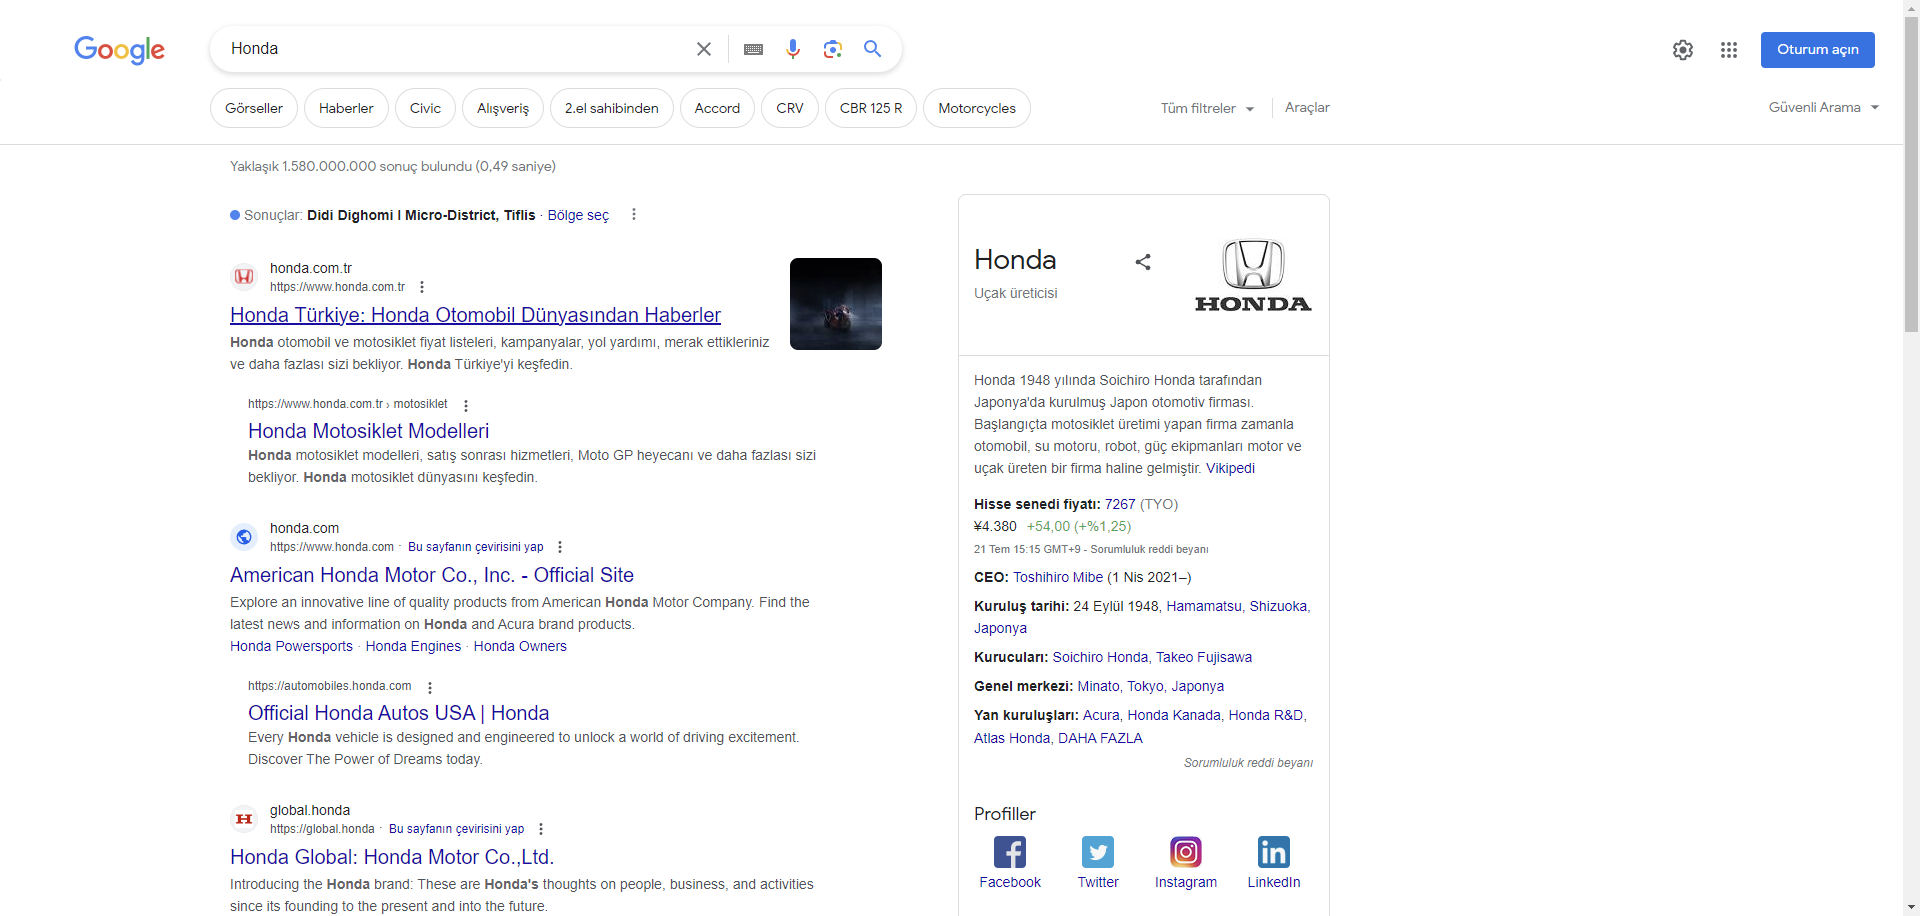 Google
Honda
Oturum açın
Görseller
Haberler
Civic
Alışveriş
2.el sahibinden
Accord
CRV
CBR 125 R
Motorcycles
Tüm filtreler
Araçlar
Güvenli Arama
Yaklaşık 1.580.000.000 sonuç bulundu (0,49 saniye)
Sonuçlar: Didi Dighomi I Micro-District, Tiflis · Bölge seç
honda.com.tr
https://www.honda.com.tr
Honda Türkiye: Honda Otomobil Dünyasından Haberler
Honda otomobil ve motosiklet fiyat listeleri, kampanyalar, yol yardımı, merak ettikleriniz
ve daha fazlası sizi bekliyor. Honda Türkiye'yi keşfedin.
https://www.honda.com.tr › motosiklet
Honda Motosiklet Modelleri
Honda motosiklet modelleri, satış sonrası hizmetleri, Moto GP heyecanı ve daha fazlası sizi
bekliyor. Honda motosiklet dünyasını keşfedin.
honda.com
https://www.honda.com · Bu sayfanın çevirisini yap
American Honda Motor Co., Inc. - Official Site
Explore an innovative line of quality products from American Honda Motor Company. Find the
latest news and information on Honda and Acura brand products.
Honda Powersports · Honda Engines · Honda Owners
https://automobiles.honda.com
Official Honda Autos USA | Honda
Every Honda vehicle is designed and engineered to unlock a world of driving excitement.
Discover The Power of Dreams today.
global.honda
https://global.honda · Bu sayfanın çevirisini yap
Honda Global: Honda Motor Co.,Ltd.
Introducing the Honda brand: These are Honda's thoughts on people, business, and activities
since its founding to the present and into the future.
Honda
Uçak üreticisi
HONDA
Honda 1948 yılında Soichiro Honda tarafından
Japonya'da kurulmuş Japon otomotiv firması.
Başlangıçta motosiklet üretimi yapan firma zamanla
otomobil, su motoru, robot, güç ekipmanları motor ve
uçak üreten bir firma haline gelmiştir. Vikipedi
Hisse senedi fiyatı: 7267 (TYO)
¥4.380 +54,00 (+%1,25)
21 Tem 15:15 GMT+9 - Sorumluluk reddi beyanı
CEO: Toshihiro Mibe (1 Nis 2021–)
Kuruluş tarihi: 24 Eylül 1948, Hamamatsu, Shizuoka,
Japonya
Kurucuları: Soichiro Honda, Takeo Fujisawa
Genel merkezi: Minato, Tokyo, Japonya
Yan kuruluşları: Acura, Honda Kanada, Honda R&D,
Atlas Honda, DAHA FAZLA
Sorumluluk reddi beyanı
Profiller
Facebook
Twitter
Instagram
LinkedIn